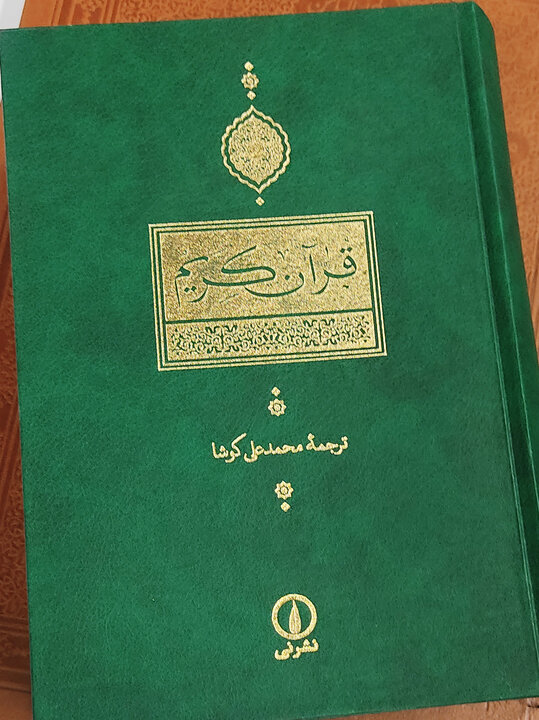 قرآن کریم
ترجمهٔ محمدعلی کوشا
نشرنی